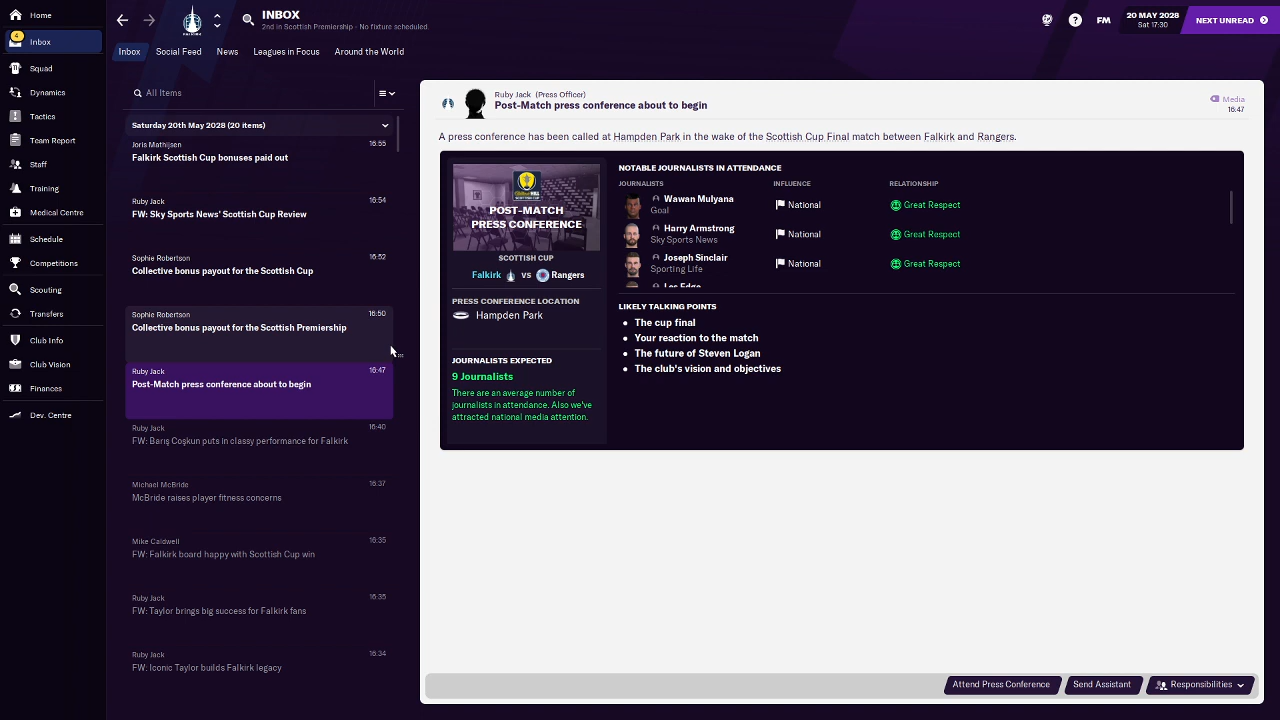 Home
4
Inbox
Squad
Dynamics
Tactics
Team Report
Staff
Training
Medical Centre
Schedule
Competitions
Scouting
Transfers
Club Info
Club Vision
Finances
Dev. Centre
FALKIRK
INBOX
2nd in Scottish Premiership - No fixture scheduled.
?
FM
20 MAY 2028
Sat 17:30
NEXT UNREAD
Inbox
Social Feed
News
Leagues in Focus
Around the World
All Items
Saturday 20th May 2028 (20 items)
Joris Mathijsen
16:55
Falkirk Scottish Cup bonuses paid out
Ruby Jack
16:54
FW: Sky Sports News' Scottish Cup Review
Sophie Robertson
16:52
Collective bonus payout for the Scottish Cup
Sophie Robertson
16:50
Collective bonus payout for the Scottish Premiership
Ruby Jack
16:47
Post-Match press conference about to begin
Ruby Jack
16:40
FW: Barış Coşkun puts in classy performance for Falkirk
Michael McBride
16:37
McBride raises player fitness concerns
Mike Caldwell
16:35
FW: Falkirk board happy with Scottish Cup win
Ruby Jack
16:35
FW: Taylor brings big success for Falkirk fans
Ruby Jack
16:34
FW: Iconic Taylor builds Falkirk legacy
Ruby Jack (Press Officer)
Post-Match press conference about to begin
Media
16:47
A press conference has been called at Hampden Park in the wake of the Scottish Cup Final match between Falkirk and Rangers.
POST-MATCH
PRESS CONFERENCE
SCOTTISH CUP
Falkirk vs Rangers
PRESS CONFERENCE LOCATION
Hampden Park
JOURNALISTS EXPECTED
9 Journalists
There are an average number of
journalists in attendance. Also we've
attracted national media attention.
NOTABLE JOURNALISTS IN ATTENDANCE
JOURNALISTS
INFLUENCE
RELATIONSHIP
Wawan Mulyana
Goal
National
Great Respect
Harry Armstrong
Sky Sports News
National
Great Respect
Joseph Sinclair
Sporting Life
National
Great Respect
Les Edge
LIKELY TALKING POINTS
The cup final
Your reaction to the match
The future of Steven Logan
The club's vision and objectives
Attend Press Conference
Send Assistant
Responsibilities